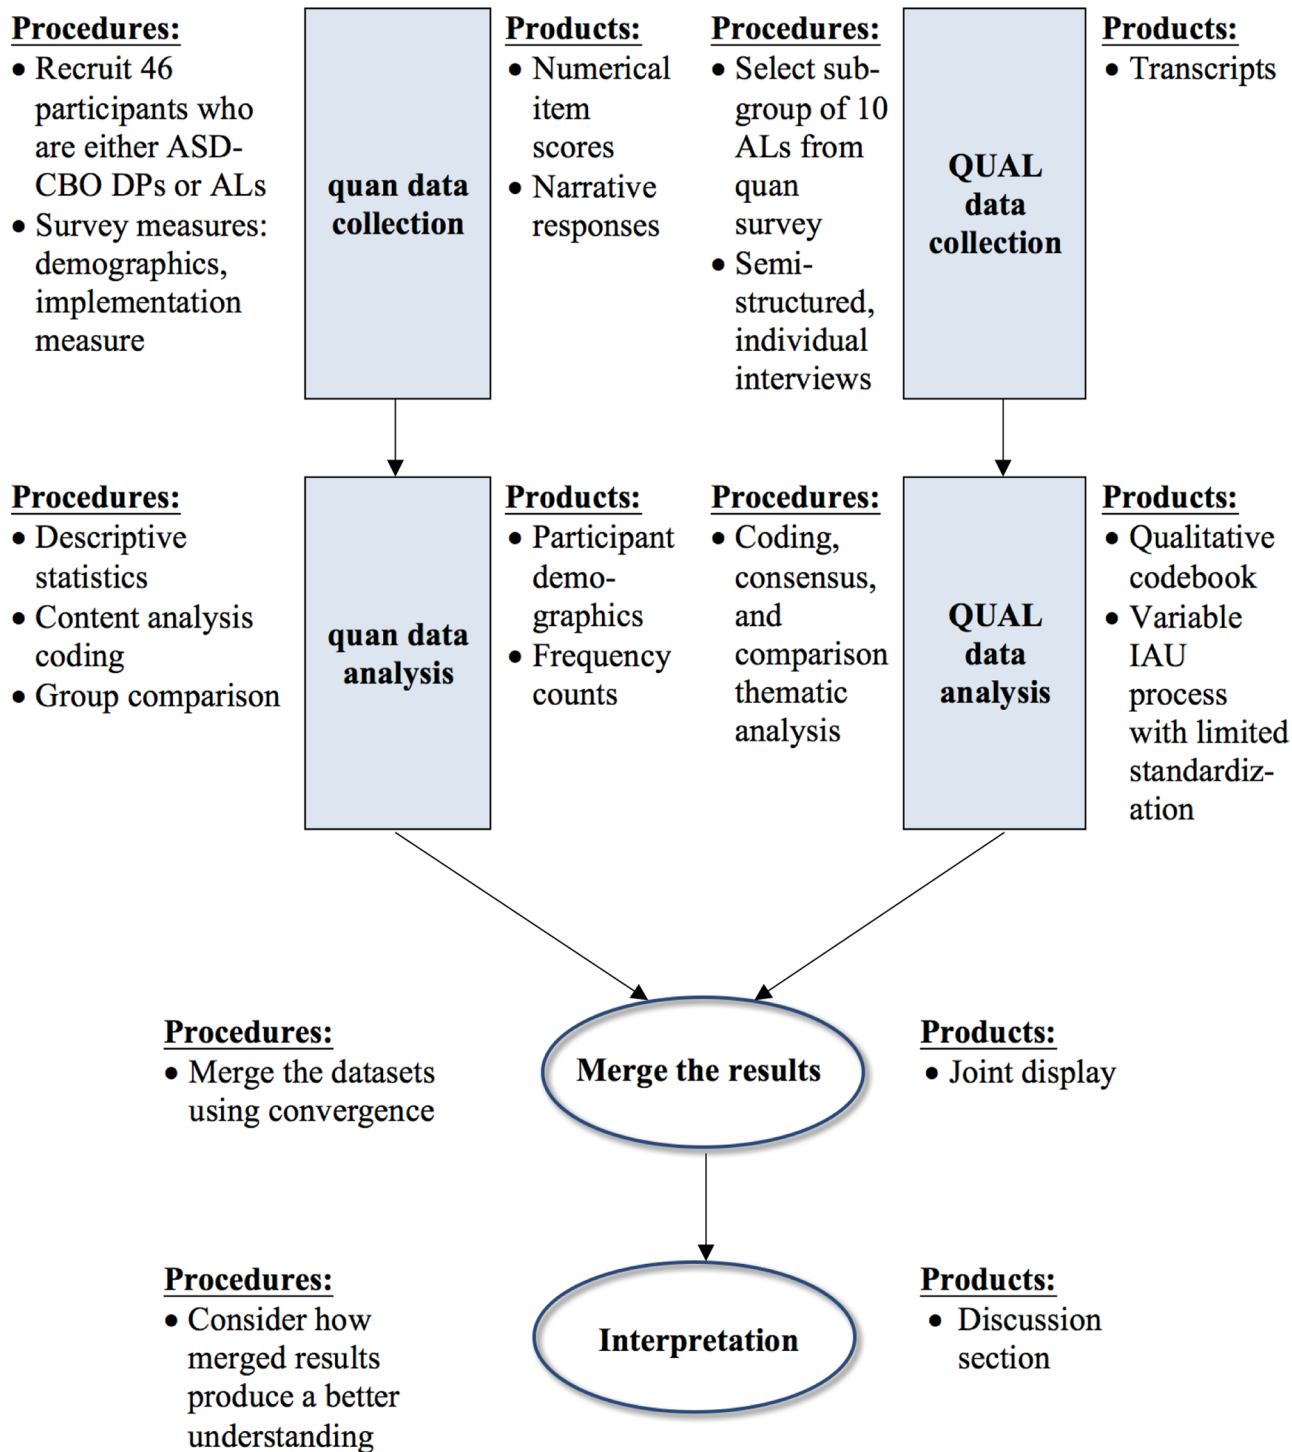 Procedures:
• Recruit 46
participants who
are either ASD-
CBO DPs or ALs
• Survey measures:
demographics,
implementation
measure
quan data
collection
Products:
• Numerical
item
scores
• Narrative
responses
Procedures:
• Select sub-
group of 10
ALs from
quan
survey
• Semi-
structured,
individual
interviews
QUAL
data
collection
Products:
• Transcripts
Procedures:
• Descriptive
statistics
• Content analysis
coding
• Group comparison
quan data
analysis
Products:
• Participant
demo-
graphics
• Frequency
counts
Procedures:
• Coding,
consensus,
and
comparison
thematic
analysis
QUAL
data
analysis
Products:
• Qualitative
codebook
• Variable
IAU
process
with limited
standardiz-
ation
Procedures:
• Merge the datasets
using convergence
Merge the results
Products:
• Joint display
Procedures:
• Consider how
merged results
produce a better
understanding
Interpretation
Products:
• Discussion
section